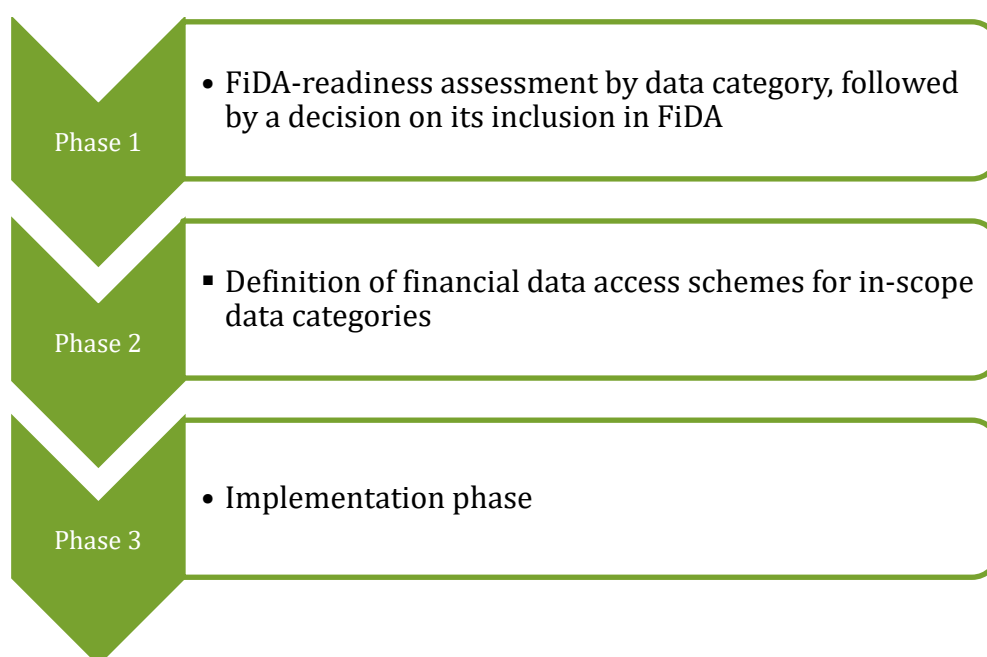 Phase 1
• FiDA-readiness assessment by data category, followed
by a decision on its inclusion in FiDA
Phase 2
▪ Definition of financial data access schemes for in-scope
data categories
Phase 3
• Implementation phase